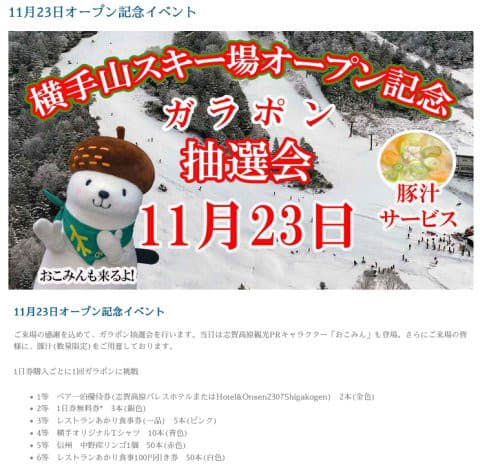 11月23日オープン記念イベント
横手山スキー場オープン記念
ガラポン
抽選会
11月23日
豚汁
サービス
おこみんも来るよ!
11月23日オープン記念イベント
ご来場の感謝を込めて、ガラポン抽選会を行います。当日は志賀高原観光PRキャラクター「おこみん」も登場。さらにご来場の皆
様に、豚汁(数量限定)をご用意しております。
1日券購入ごとに1回ガラポンに挑戦
1等 ペア一泊優待券(志賀高原パレスホテルまたはHotel&Onsen2307Shigakogen) 2本(金色)
2等 1日券無料券* 3本(銀色)
3等 レストランあかり食事券(一品) 5本(ピンク)
4等 横手オリジナルTシャツ 10本(青色)
5等 信州 中野産リンゴ1個 50本(赤色)
6等 レストランあかり食事100円引き券 50本(白色)